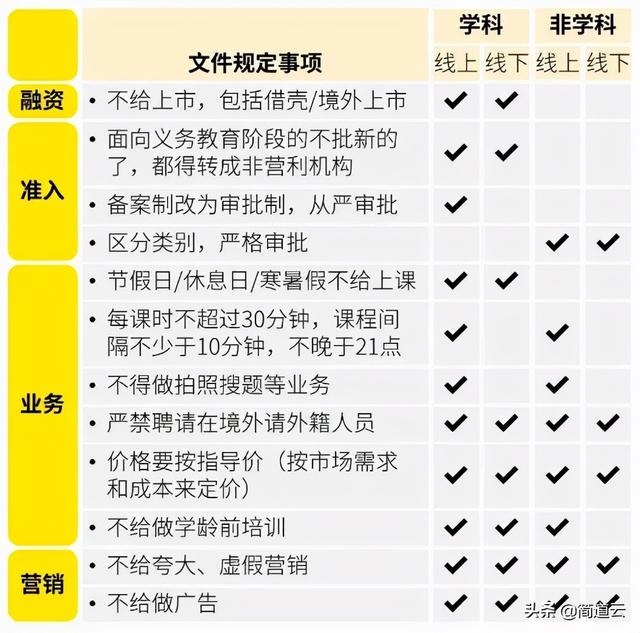 学科 非学科
文件规定事项 线上 线下 线上 线下
融资 • 不给上市，包括借壳/境外上市 ✓ ✓
准入
• 面向义务教育阶段的不批新的
了，都得转成非营利机构 ✓ ✓
• 备案制改为审批制，从严审批 ✓
• 区分类别，严格审批 ✓ ✓
业务
• 节假日/休息日/寒暑假不给上课 ✓ ✓
• 每课时不超过30分钟，课程间
隔不少于10分钟，不晚于21点 ✓ ✓
• 不得做拍照搜题等业务 ✓ ✓
• 严禁聘请在境外请外籍人员 ✓ ✓ ✓ ✓
• 价格要按指导价（按市场需求
和成本来定价） ✓ ✓ ✓ ✓
• 不给做学龄前培训 ✓ ✓ ✓
营销
• 不给夸大、虚假营销 ✓ ✓ ✓ ✓
• 不给做广告 ✓ ✓ ✓ ✓
头条 @简道云